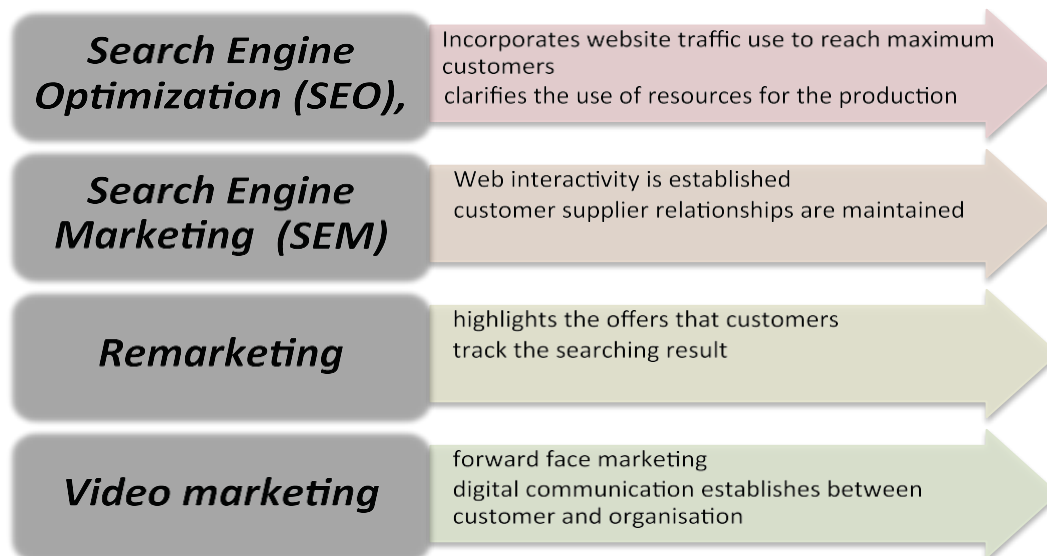 Search Engine
Optimization (SEO),
Incorporates website traffic use to reach maximum
customers
clarifies the use of resources for the production
Search Engine
Marketing  (SEM)
Web interactivity is established
customer supplier relationships are maintained
Remarketing
highlights the offers that customers
track the searching result
Video marketing
forward face marketing
digital communication establishes between
customer and organisation